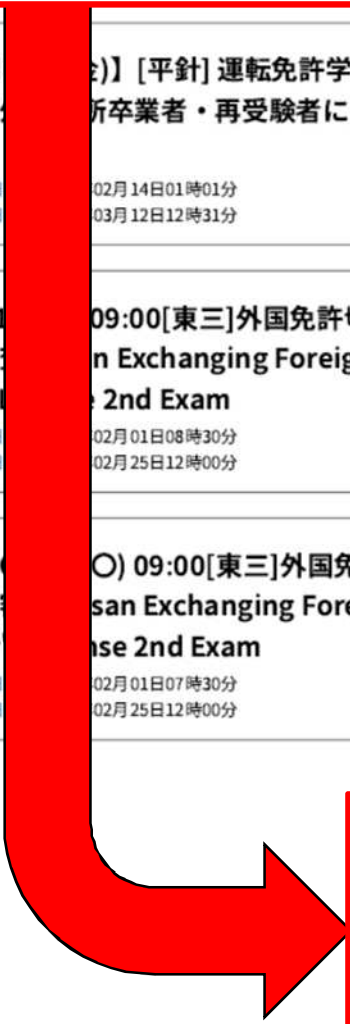 )】[平針] 運転免許学
所卒業者・再受験者に
02月14日01時01分
03月12日12時31分
09:00[東三]外国免許
n Exchanging Foreig
2nd Exam
02月01日08時30分
02月25日12時00分
〇) 09:00[東三]外国免
san Exchanging Fore
nse 2nd Exam
02月01日07時30分
02月25日12時00分